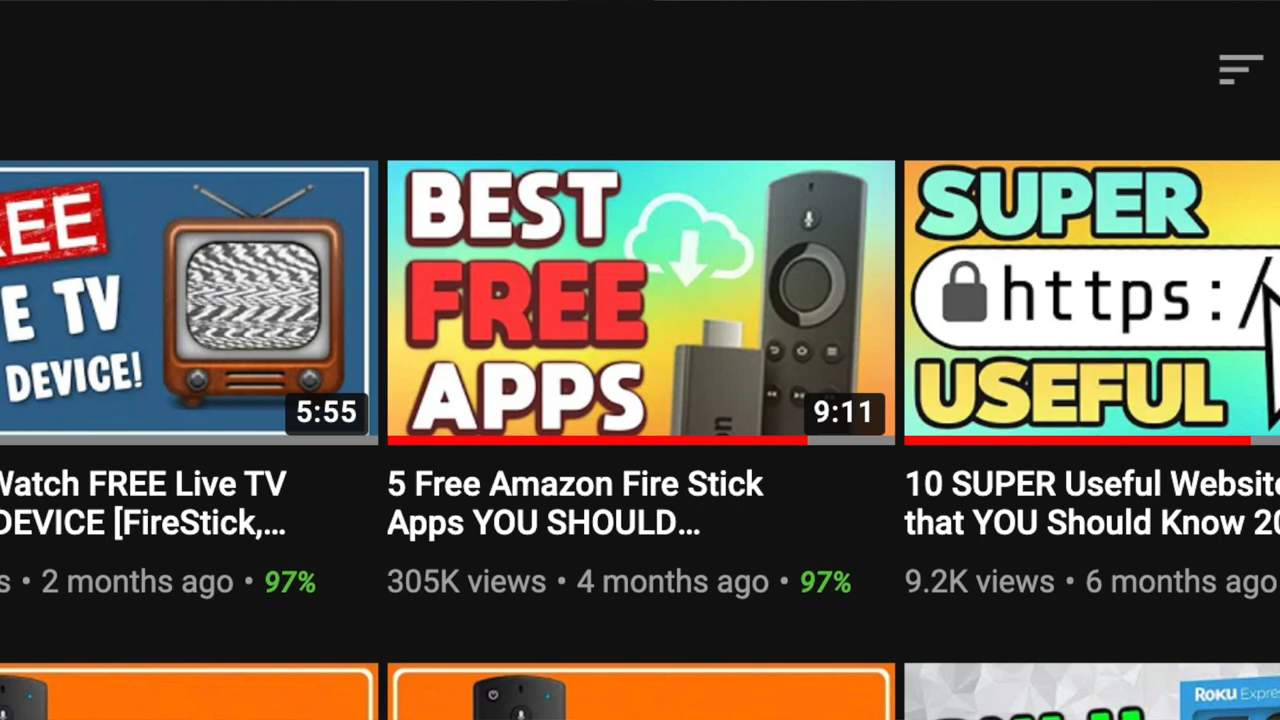 EE
E TV
DEVICE!
5:55
BEST
FREE
APPS
on
9:11
SUPER
https:/
USEFUL
Watch FREE Live TV
DEVICE [FireStick,...
5 Free Amazon Fire Stick
Apps YOU SHOULD...
10 SUPER Useful Website
that YOU Should Know 20
s • 2 months ago • 97%
305K views • 4 months ago • 97%
9.2K views • 6 months ago
ROKU Express